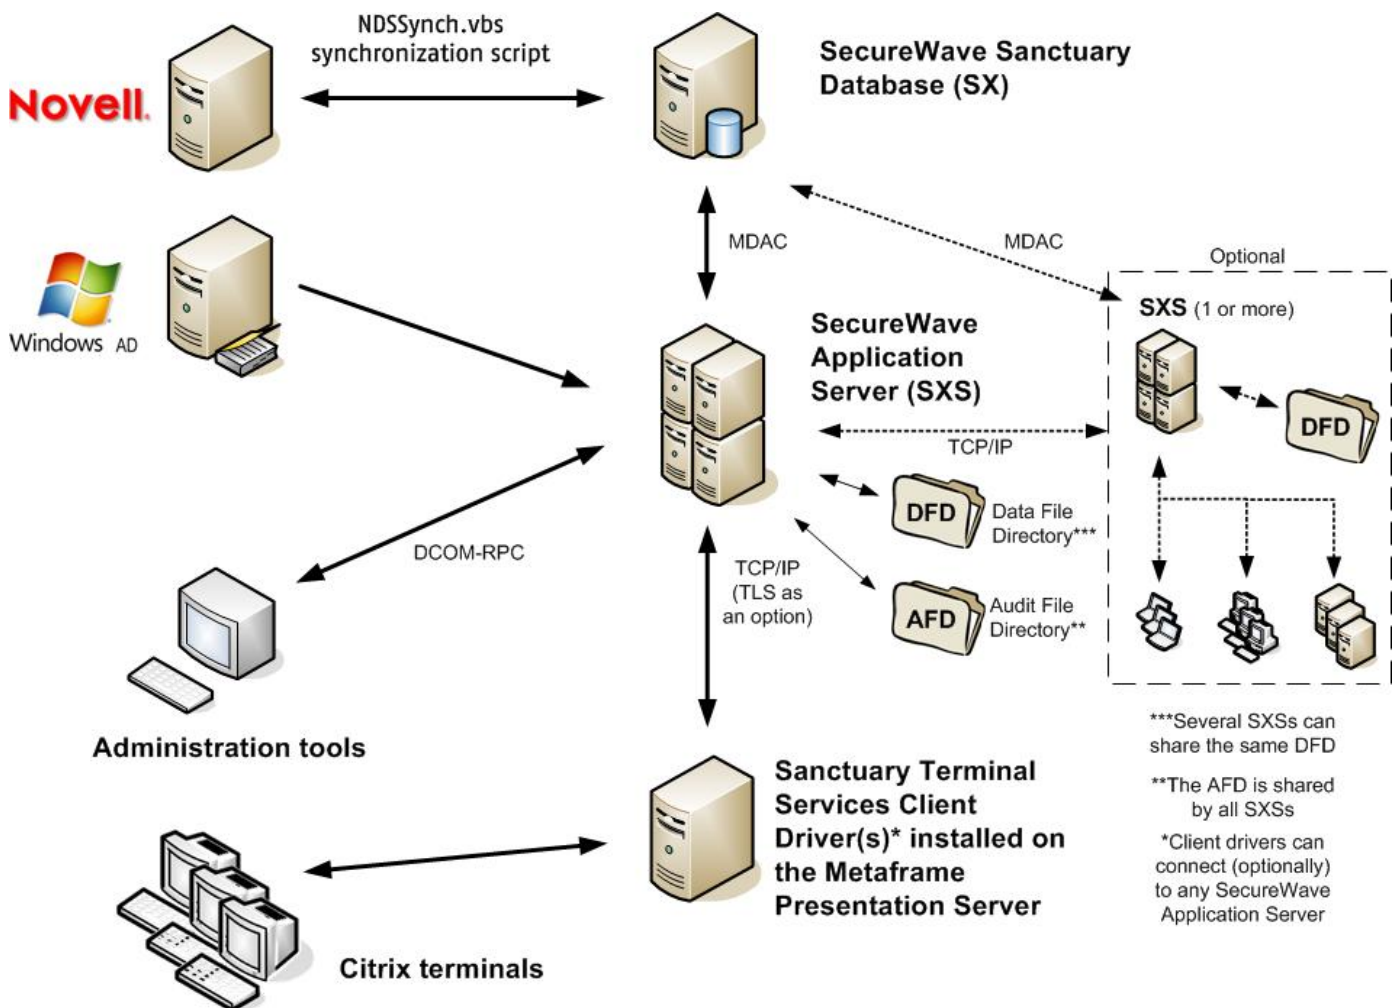 NDSSynch.vbs
synchronization script
Novell.
SecureWave Sanctuary
Database (SX)
Windows AD
MDAC
MDAC
Optional
SXS (1 or more)
DFD
SecureWave
Application
Server (SXS)
TCP/IP
DFD
Data File
Directory***
AFD
Audit File
Directory**
DCOM-RPC
TCP/IP
(TLS as
an option)
Administration tools
Sanctuary Terminal
Services Client
Driver(s)* installed on
the Metaframe
Presentation Server
Citrix terminals
***Several SXSs can
share the same DFD
**The AFD is shared
by all SXSs
*Client drivers can
connect (optionally)
to any SecureWave
Application Server